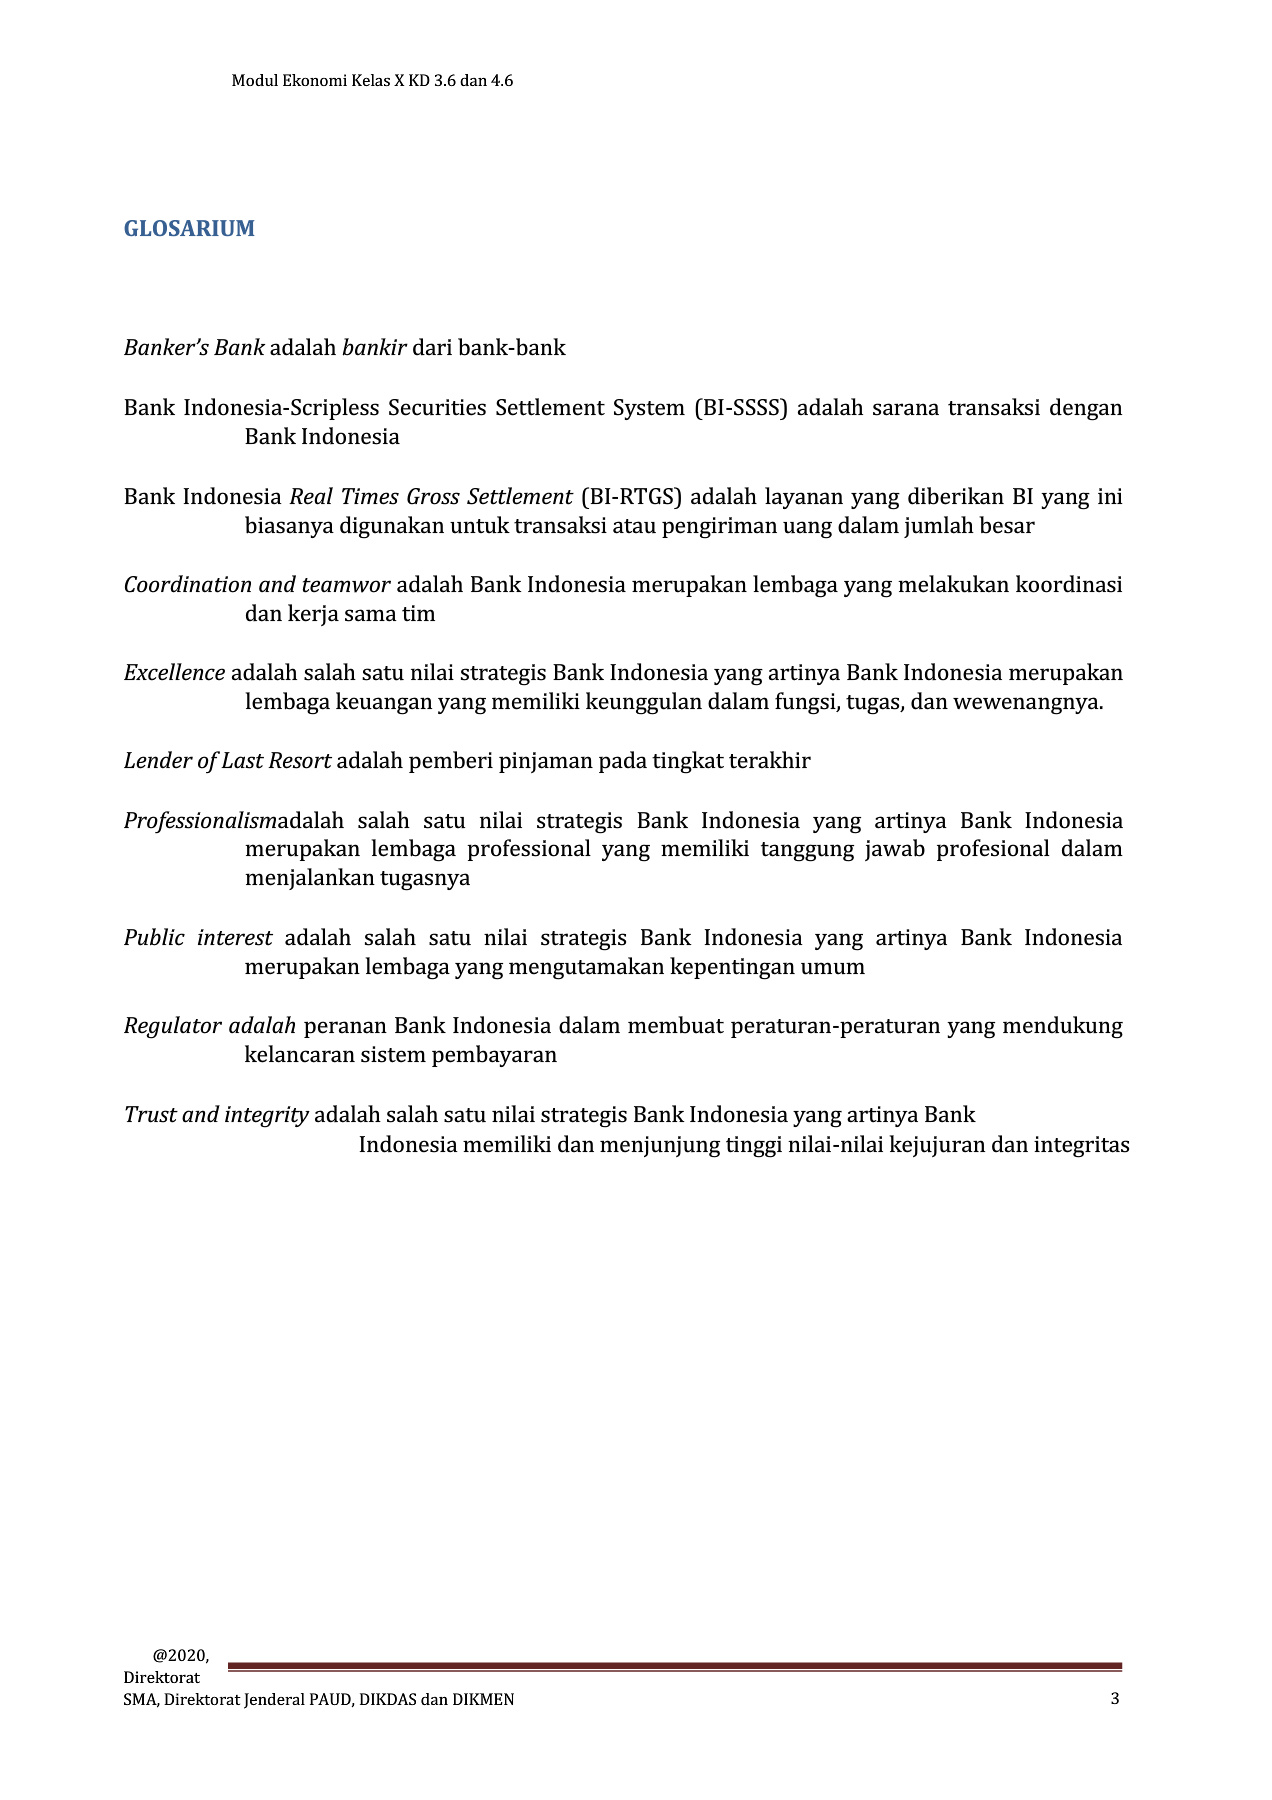 Modul Ekonomi Kelas X KD 3.6 dan 4.6
GLOSARIUM
Banker’s Bank adalah bankir dari bank-bank
Bank Indonesia-Scripless Securities Settlement System (BI-SSSS) adalah sarana transaksi dengan
Bank Indonesia
Bank Indonesia Real Times Gross Settlement (BI-RTGS) adalah layanan yang diberikan BI yang ini
biasanya digunakan untuk transaksi atau pengiriman uang dalam jumlah besar
Coordination and teamwor adalah Bank Indonesia merupakan lembaga yang melakukan koordinasi
dan kerja sama tim
Excellence adalah salah satu nilai strategis Bank Indonesia yang artinya Bank Indonesia merupakan
lembaga keuangan yang memiliki keunggulan dalam fungsi, tugas, dan wewenangnya.
Lender of Last Resort adalah pemberi pinjaman pada tingkat terakhir
Professionalismadalah salah satu nilai strategis Bank Indonesia yang artinya Bank Indonesia
merupakan lembaga professional yang memiliki tanggung jawab profesional dalam
menjalankan tugasnya
Public interest adalah salah satu nilai strategis Bank Indonesia yang artinya Bank Indonesia
merupakan lembaga yang mengutamakan kepentingan umum
Regulator adalah peranan Bank Indonesia dalam membuat peraturan-peraturan yang mendukung
kelancaran sistem pembayaran
Trust and integrity adalah salah satu nilai strategis Bank Indonesia yang artinya Bank
Indonesia memiliki dan menjunjung tinggi nilai-nilai kejujuran dan integritas
@2020,
Direktorat
SMA, Direktorat Jenderal PAUD, DIKDAS dan DIKMEN
3